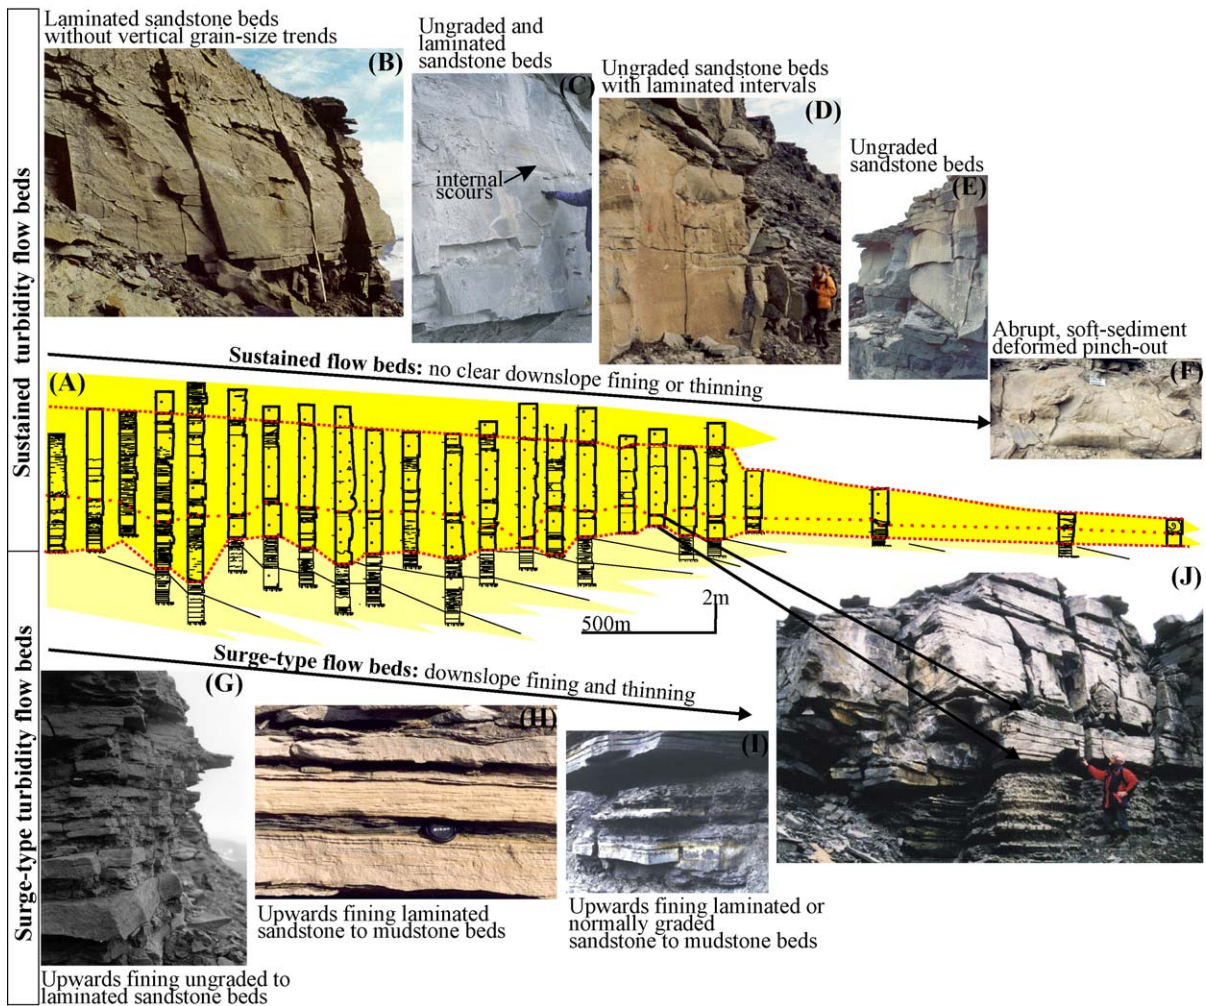 Sustained turbidity flow beds
Surge-type turbidity flow beds
Laminated sandstone beds
without vertical grain-size trends
(B)
Ungraded and
laminated
sandstone beds
(C)
internal
scours
Ungraded sandstone beds
with laminated intervals
(D)
Ungraded
sandstone beds
(E)
Abrupt, soft-sediment
deformed pinch-out
(F)
Sustained flow beds: no clear downslope fining or thinning
(A)
2m
500m
(J)
Surge-type flow beds: downslope fining and thinning
(G)
Upwards fining ungraded to
laminated sandstone beds
(H)
Upwards fining laminated
sandstone to mudstone beds
(I)
Upwards fining laminated or
normally graded
sandstone to mudstone beds